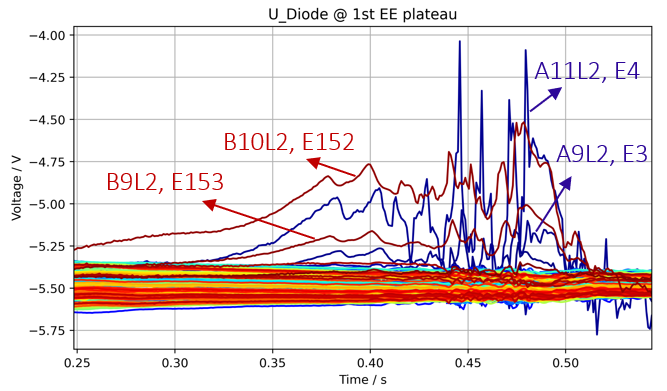 U_Diode @ 1st EE plateau
−4.00
A11L2, E4
−4.25
−4.50
B10L2, E152
A9L2, E3
−4.75
B9L2, E153
−5.00
−5.25
−5.50
−5.75
Voltage / V
0.25 0.30 0.35 0.40 0.45 0.50
Time / s